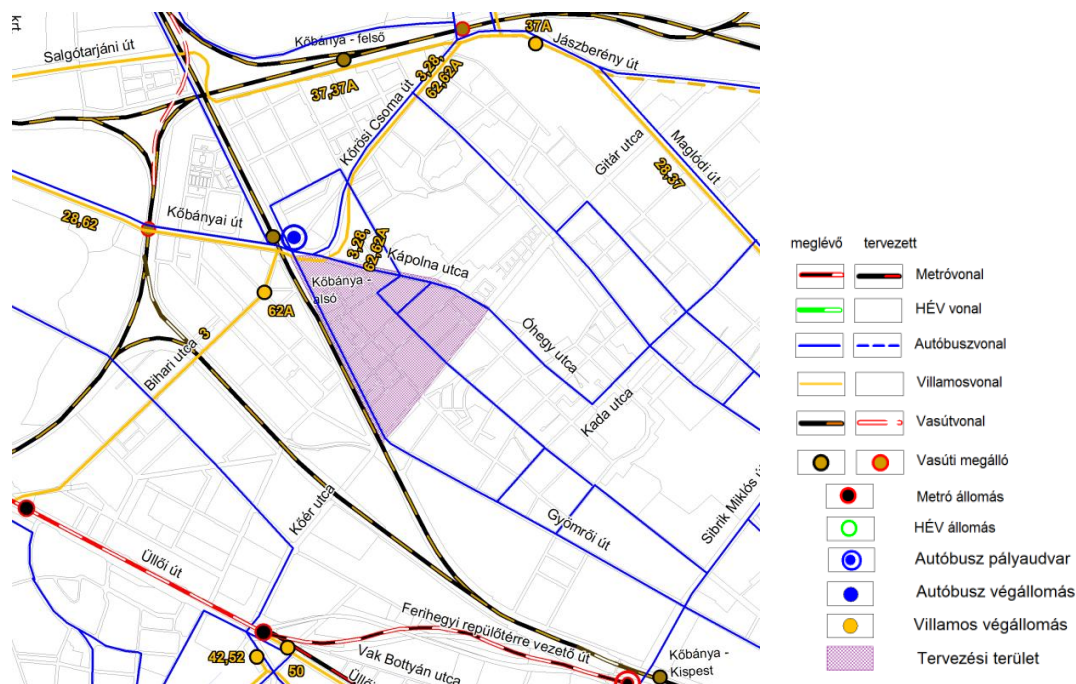 krt
Salgótarjáni út
Kőbánya - felső
37,37A
37A
Jászberény út
3,28,
62,62A
Kőrösi Csoma út
Gitár utca
Maglódi út
28,37
28,62
Kőbányai út
3,28,
62,62A
Kápolna utca
Kőbánya -
alsó
62A
Bihari utca
3
Óhegy utca
Kada utca
Kőér utca
Gyömrői út
Sibrik Miklós ú
Üllői út
Ferihegyi repülőtérre vezető út
Vak Bottyán utca
42,52
50
Üllő
Kőbánya -
Kispest
meglévő tervezett
Metróvonal
HÉV vonal
Autóbuszvonal
Villamosvonal
Vasútvonal
Vasúti megálló
Metró állomás
HÉV állomás
Autóbusz pályaudvar
Autóbusz végállomás
Villamos végállomás
Tervezési terület